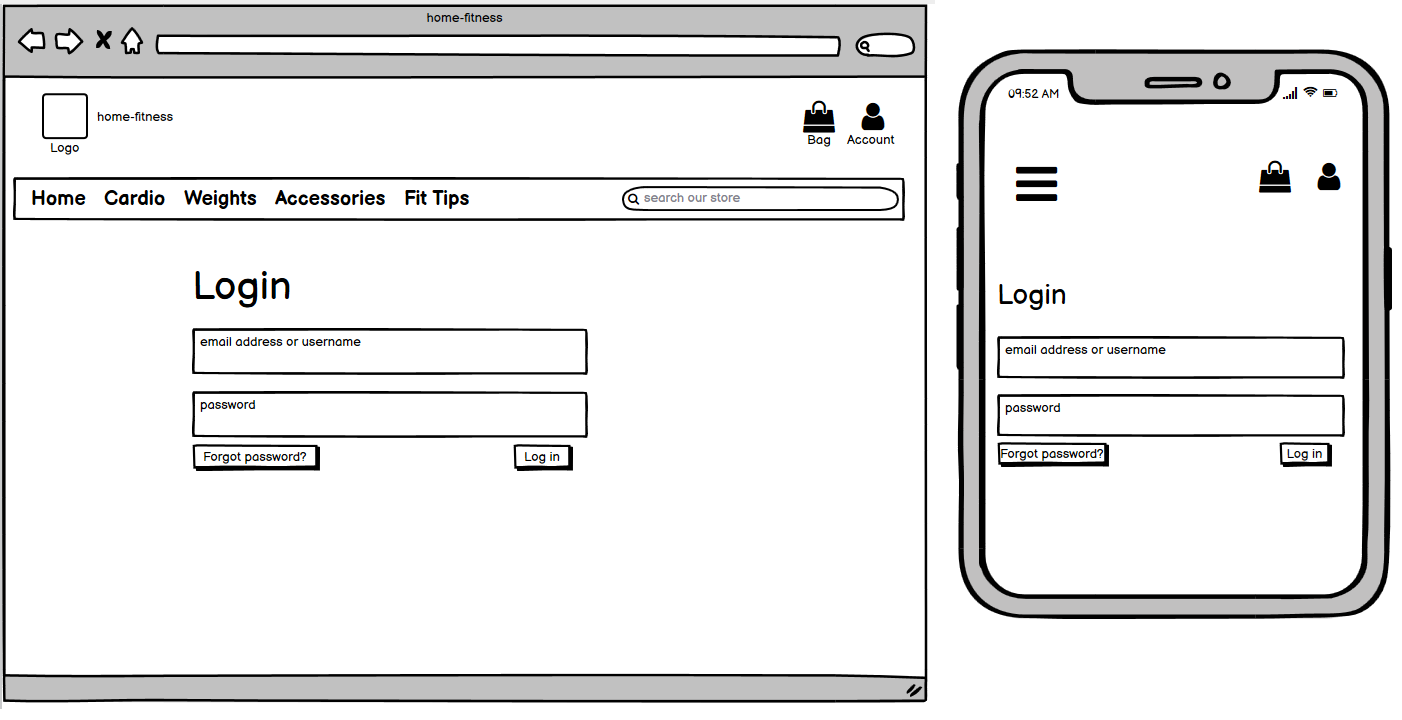 home-fitness
home-fitness
Logo
Bag
Account
Home Cardio Weights Accessories Fit Tips
search our store
Login
email address or username
password
Forgot password?
Log in
09:52 AM
Login
email address or username
password
Forgot password?
Log in